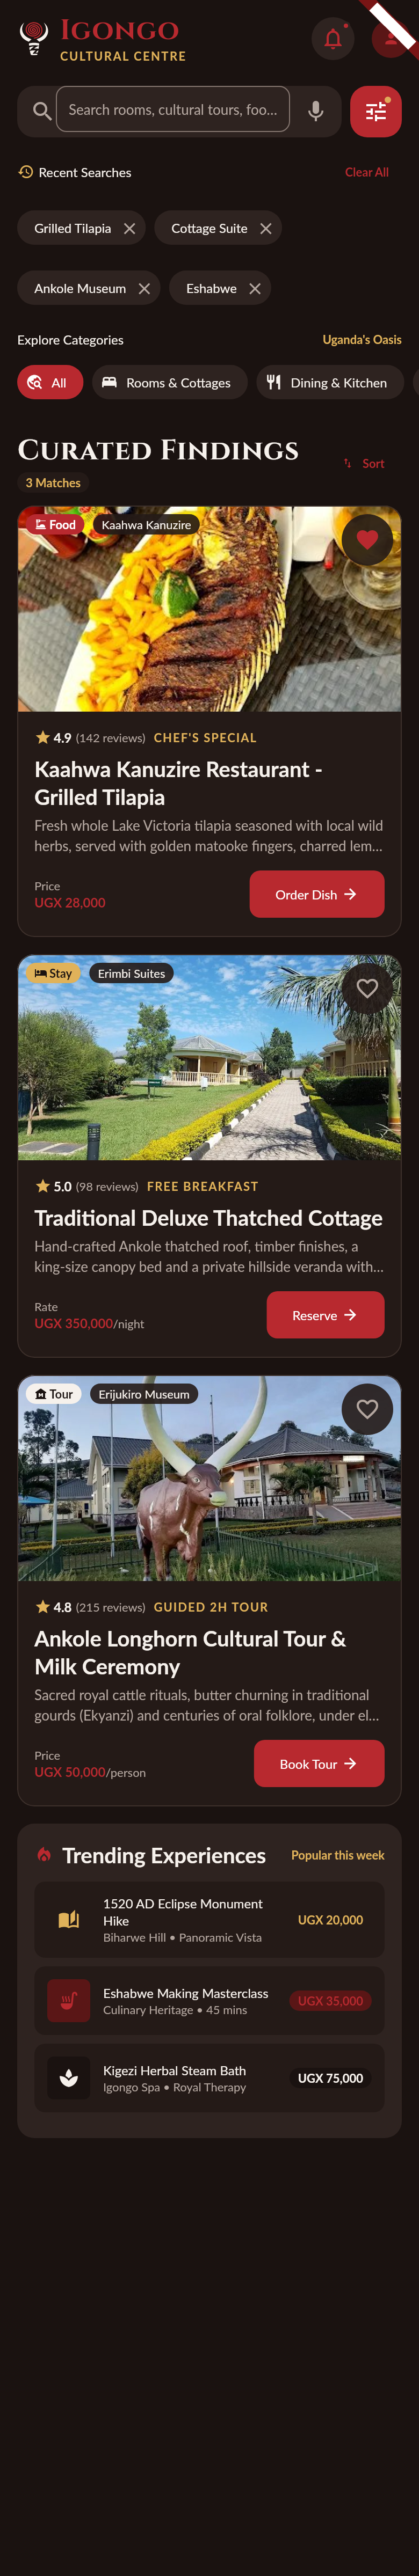 Igongo
CULTURAL CENTRE
Search rooms, cultural tours, foo...
Recent Searches
Clear All
Grilled Tilapia
Cottage Suite
Ankole Museum
Eshabwe
Explore Categories
Uganda's Oasis
All
Rooms & Cottages
Dining & Kitchen
Curated Findings
Sort
3 Matches
Food
Kaahwa Kanuzire
4.9 (142 reviews) CHEF'S SPECIAL
Kaahwa Kanuzire Restaurant -
Grilled Tilapia
Fresh whole Lake Victoria tilapia seasoned with local wild
herbs, served with golden matooke fingers, charred lem...
Price
UGX 28,000
Order Dish
Stay
Erimbi Suites
5.0 (98 reviews) FREE BREAKFAST
Traditional Deluxe Thatched Cottage
Hand-crafted Ankole thatched roof, timber finishes, a
king-size canopy bed and a private hillside veranda with...
Rate
UGX 350,000/night
Reserve
Tour
Erijukiro Museum
4.8 (215 reviews) GUIDED 2H TOUR
Ankole Longhorn Cultural Tour &
Milk Ceremony
Sacred royal cattle rituals, butter churning in traditional
gourds (Ekyanzi) and centuries of oral folklore, under el...
Price
UGX 50,000/person
Book Tour
Trending Experiences
Popular this week
1520 AD Eclipse Monument
Hike
Biharwe Hill • Panoramic Vista
UGX 20,000
Eshabwe Making Masterclass
Culinary Heritage • 45 mins
UGX 35,000
Kigezi Herbal Steam Bath
Igongo Spa • Royal Therapy
UGX 75,000